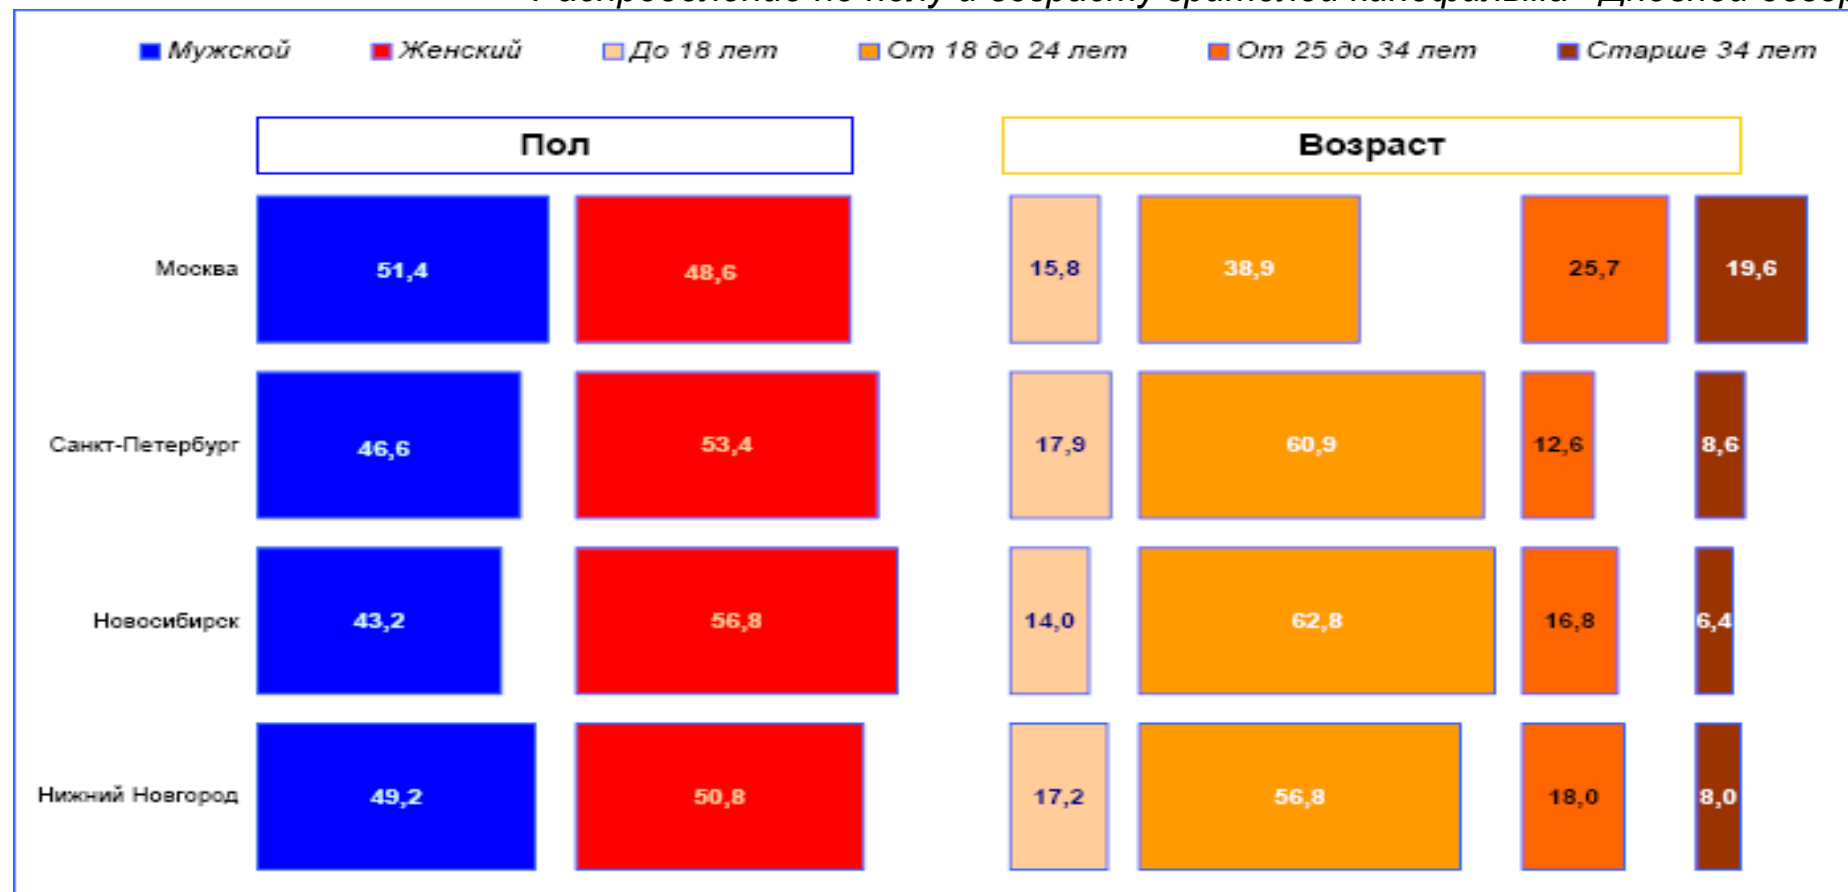 Мужской Женский До 18 лет От 18 до 24 лет От 25 до 34 лет Старше 34 лет
Пол Возраст
Москва 51,4 48,6 15,8 38,9 25,7 19,6
Санкт-Петербург 46,6 53,4 17,9 60,9 12,6 8,6
Новосибирск 43,2 56,8 14,0 62,8 16,8 6,4
Нижний Новгород 49,2 50,8 17,2 56,8 18,0 8,0